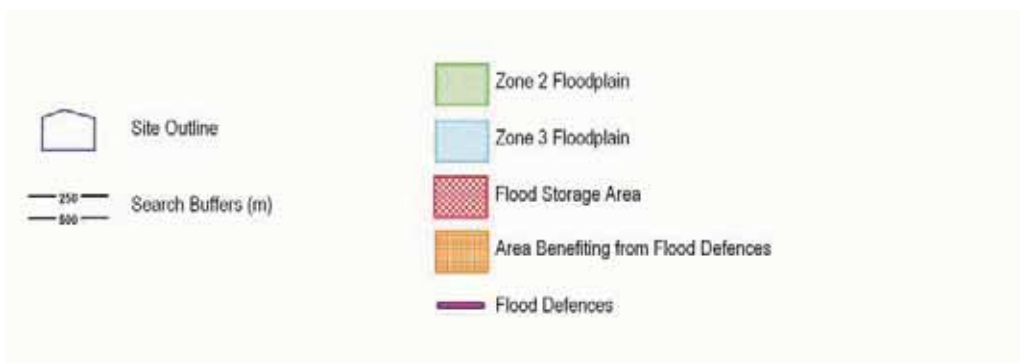 Site Outline
250
500
Search Buffers (m)
Zone 2 Floodplain
Zone 3 Floodplain
Flood Storage Area
Area Benefiting from Flood Defences
Flood Defences